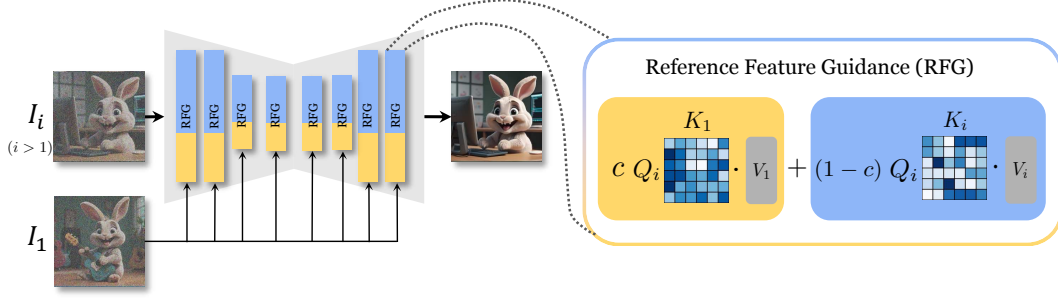 I_i
(i > 1)
I_1
RFG
RFG
RFG
RFG
RFG
RFG
RFG
RFG
Reference Feature Guidance (RFG)
K_1
c Q_i · V_1
+
K_i
(1 − c) Q_i · V_i